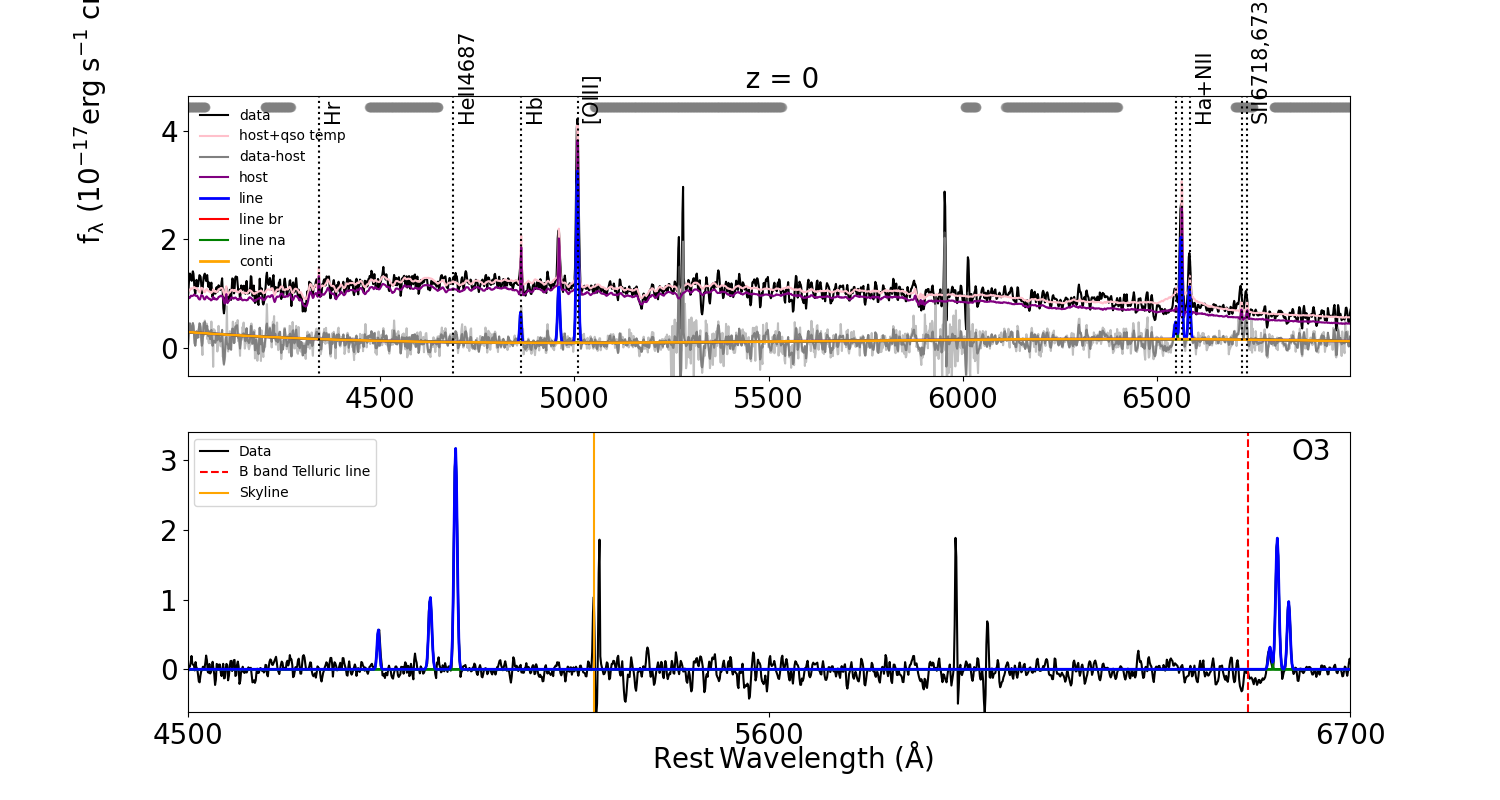 z = 0
f_λ (10^{-17} erg s^{-1} c
Hr
HeII4687
Hb
[OIII]
Ha+NII
SII6718,673
data
host+qso temp
data-host
host
line
line br
line na
conti
4
2
0
4500
5000
5500
6000
6500
O3
Data
B band Telluric line
Skyline
3
2
1
0
4500
5600
6700
Rest Wavelength (Å)